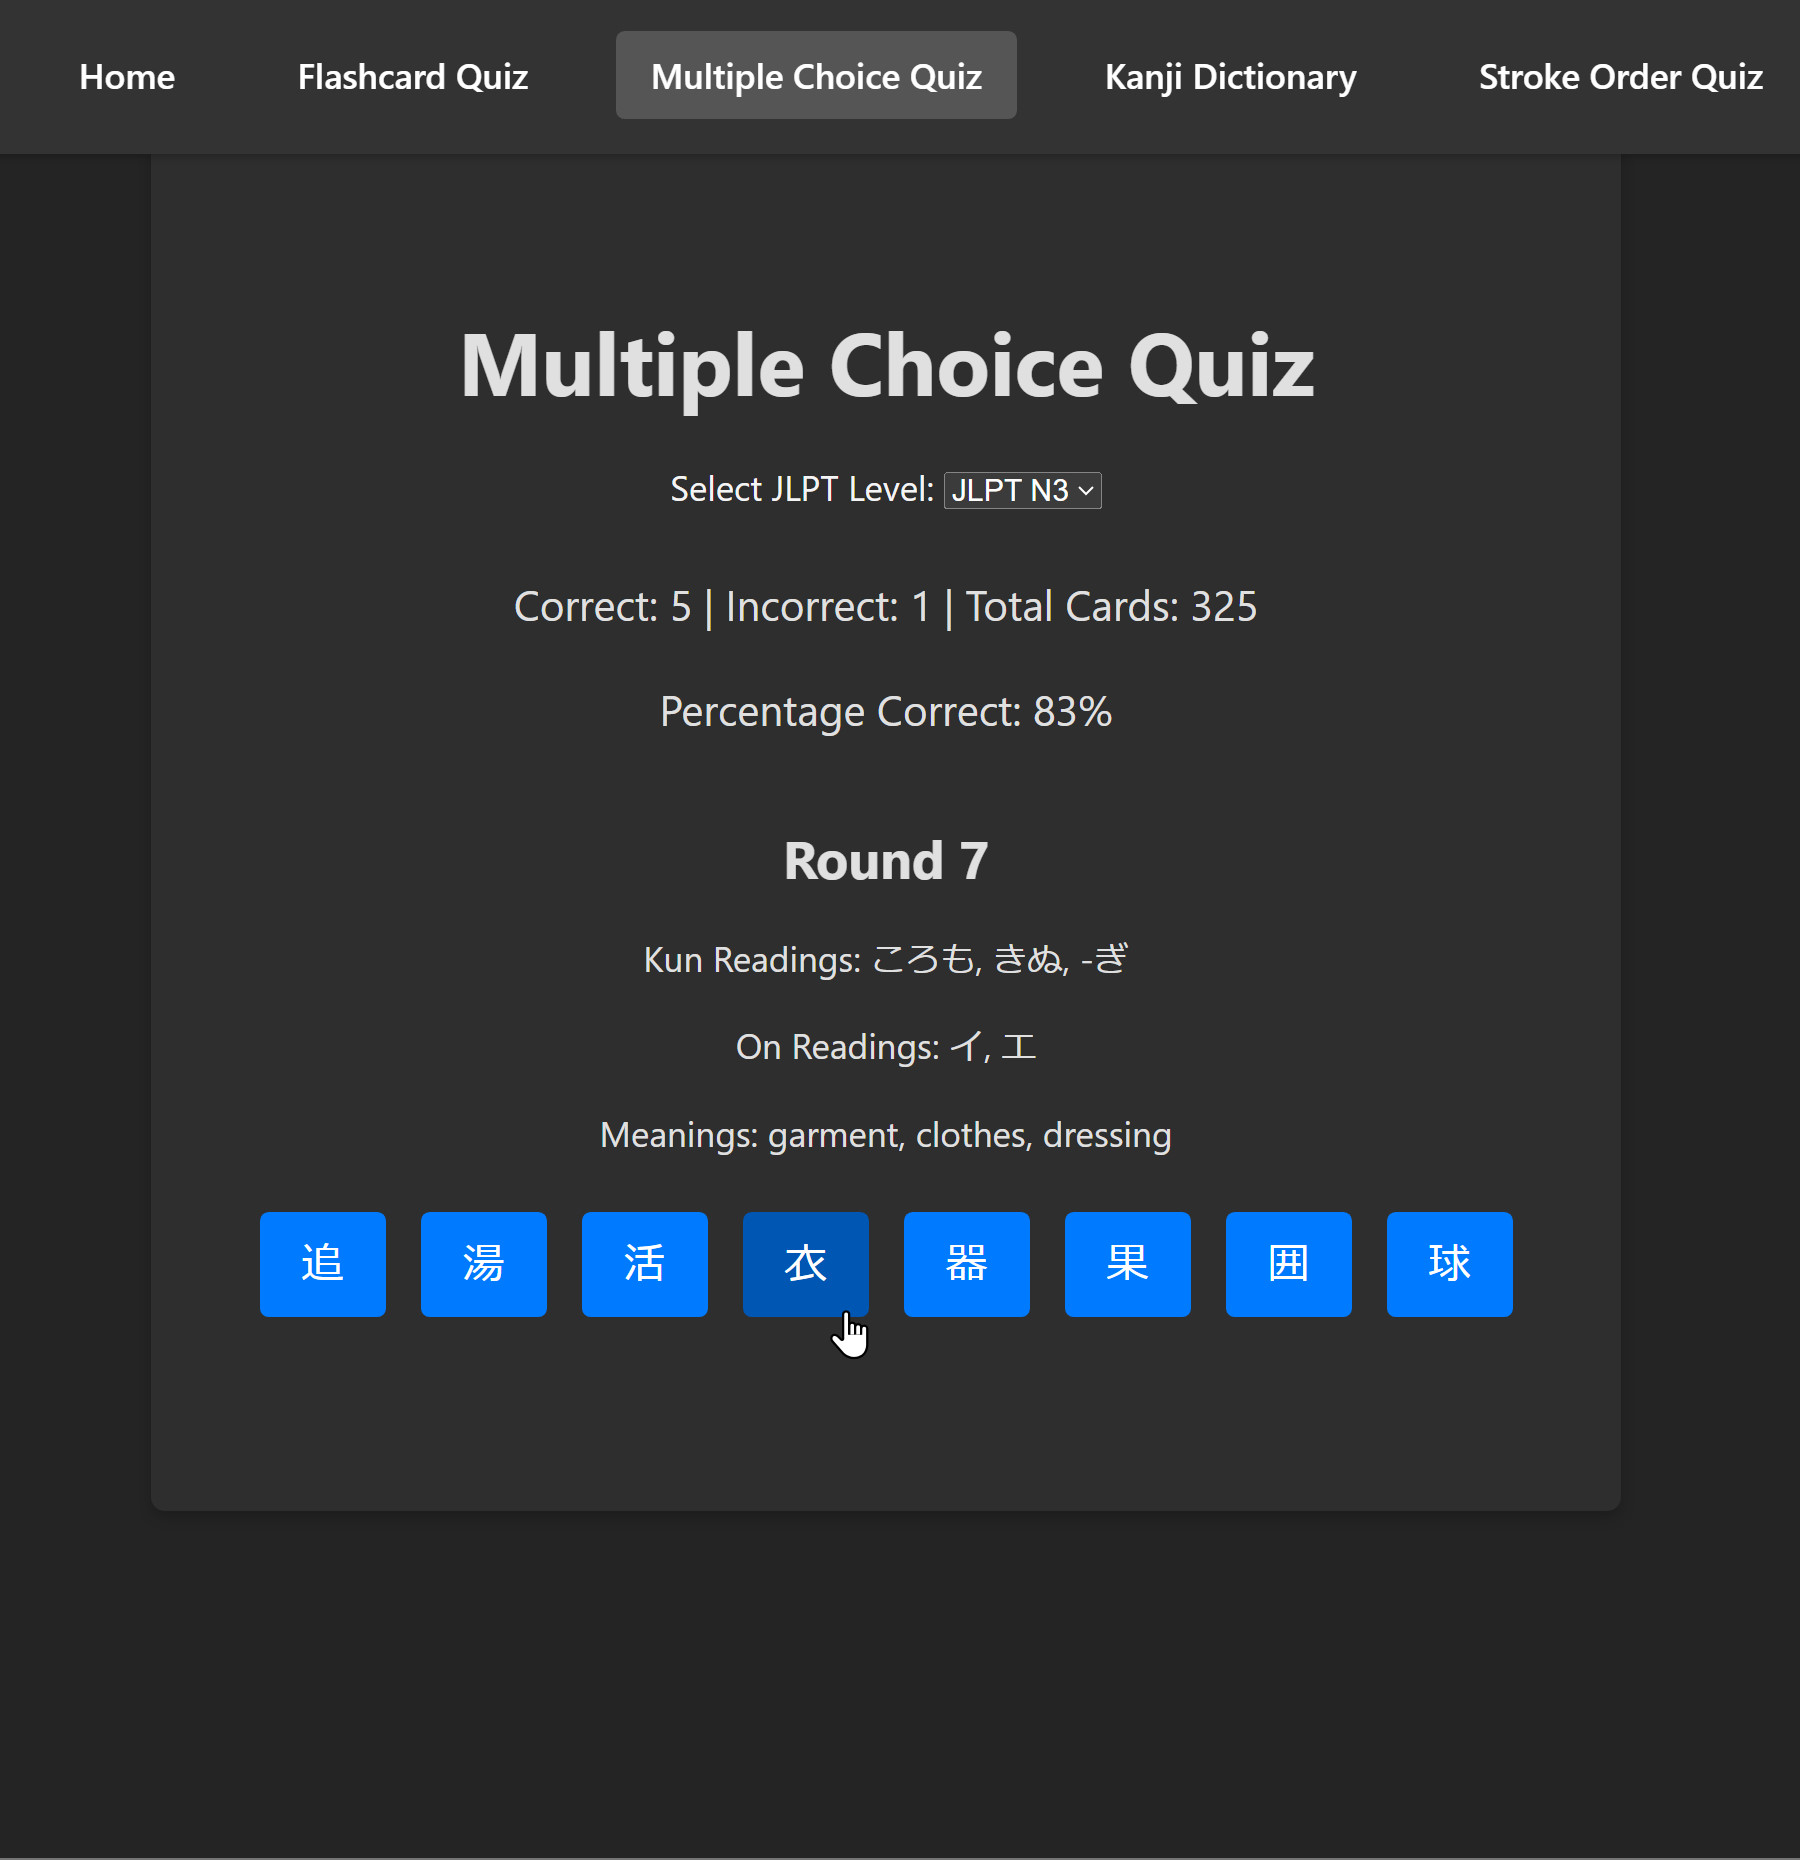 Home Flashcard Quiz Multiple Choice Quiz Kanji Dictionary Stroke Order Quiz
Multiple Choice Quiz
Select JLPT Level: JLPT N3
Correct: 5 | Incorrect: 1 | Total Cards: 325
Percentage Correct: 83%
Round 7
Kun Readings: ころも, きぬ, -ぎ
On Readings: イ, エ
Meanings: garment, clothes, dressing
追 湯 活 衣 器 果 囲 球